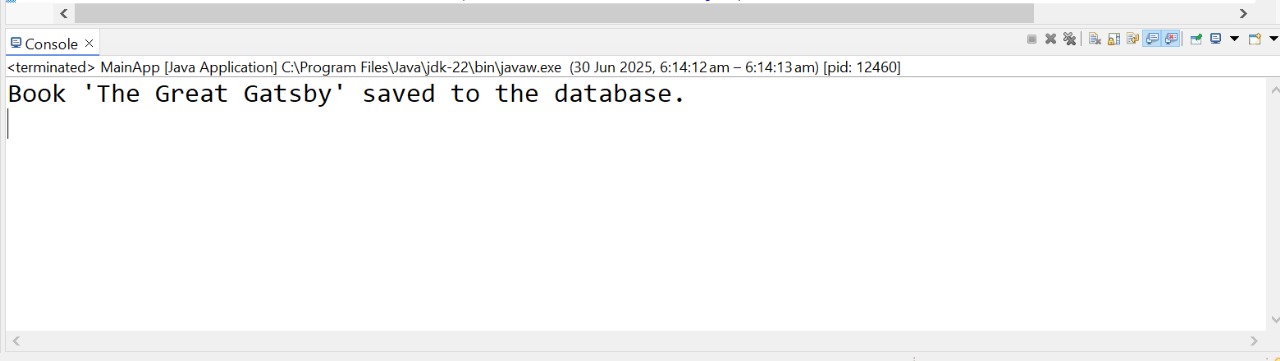 Console
<terminated> MainApp [Java Application] C:\Program Files\Java\jdk-22\bin\javaw.exe (30 Jun 2025, 6:14:12 am – 6:14:13 am) [pid: 12460]
Book 'The Great Gatsby' saved to the database.